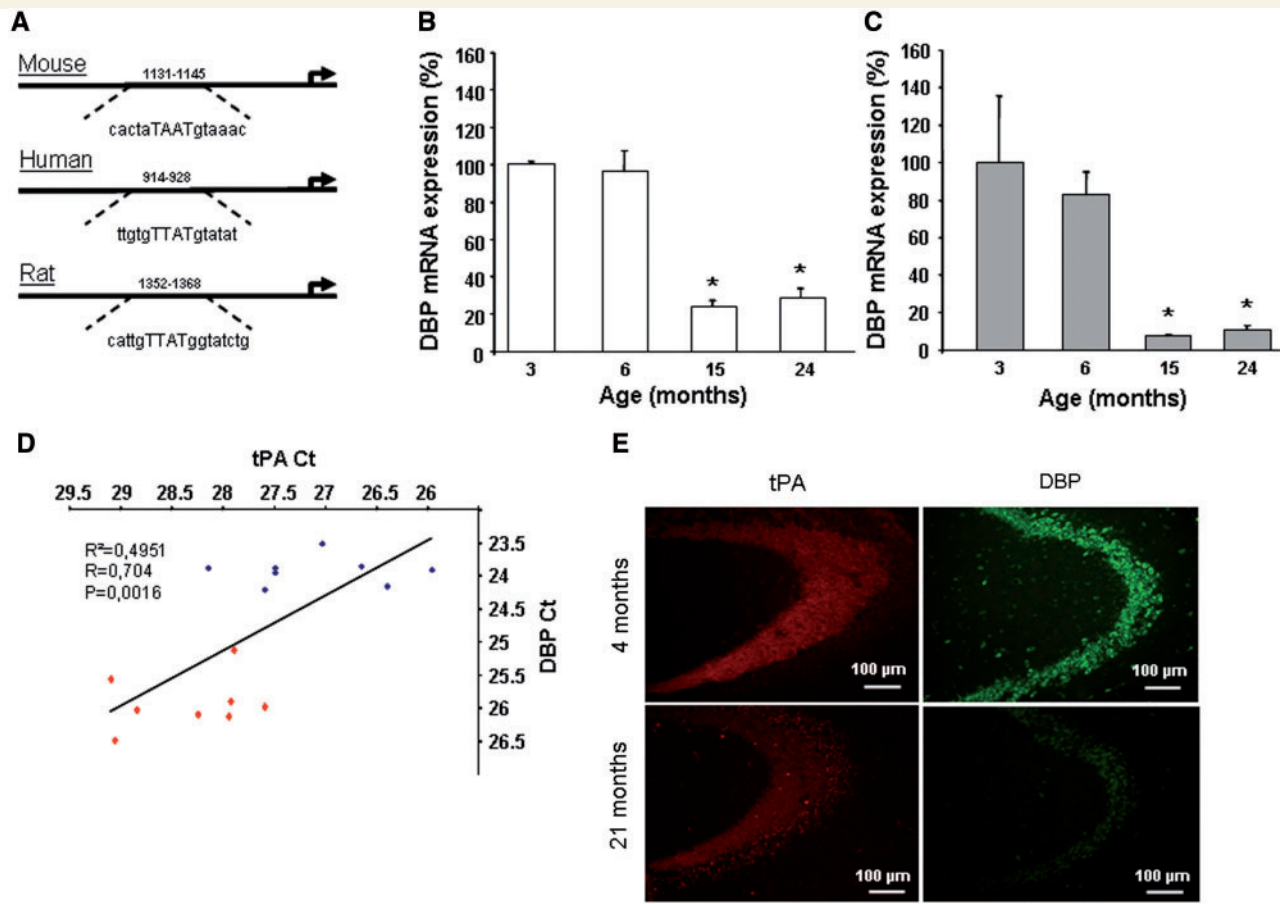 A
Mouse
1131-1145
cactaTAATgtaaac
Human
914-928
ttgtgTTATgtatat
Rat
1352-1368
cattgTTATggtatctg
B
DBP mRNA expression (%)
160
140
120
100
80
60
40
20
0
* *
3 6 15 24
Age (months)
C
DBP mRNA expression (%)
160
140
120
100
80
60
40
20
0
* *
3 6 15 24
Age (months)
D
tPA Ct
29.5 29 28.5 28 27.5 27 26.5 26
R²=0,4951
R=0,704
P=0,0016
23.5
24
24.5
25
25.5
26
26.5
DBP Ct
E
tPA DBP
4 months
100 µm 100 µm
21 months
100 µm 100 µm